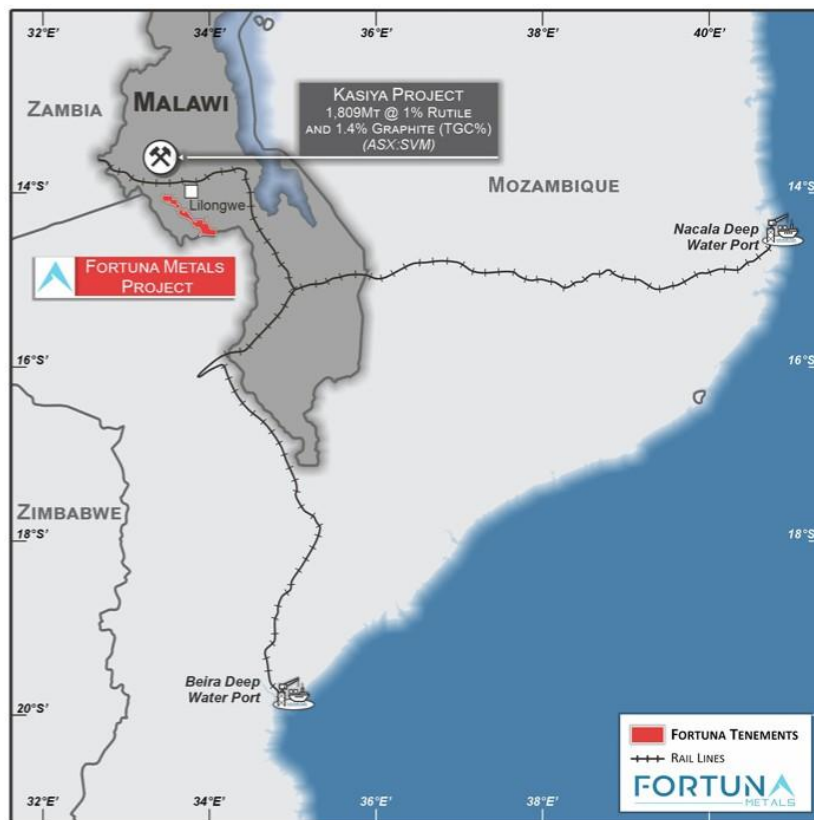 32°E'
34°E'
36°E'
38°E'
40°E'
ZAMBIA
MALAWI
KASIYA PROJECT
1,809MT @ 1% RUTILE
AND 1.4% GRAPHITE (TGC%)
(ASX:SVM)
14°S'
MOZAMBIQUE
14°S'
Lilongwe
Nacala Deep
Water Port
FORTUNA METALS
PROJECT
16°S'
16°S'
ZIMBABWE
18°S'
18°S'
Beira Deep
Water Port
20°S'
FORTUNA TENEMENTS
RAIL LINES
FORTUNA
METALS
32°E'
34°E'
36°E'
38°E'
40°E'